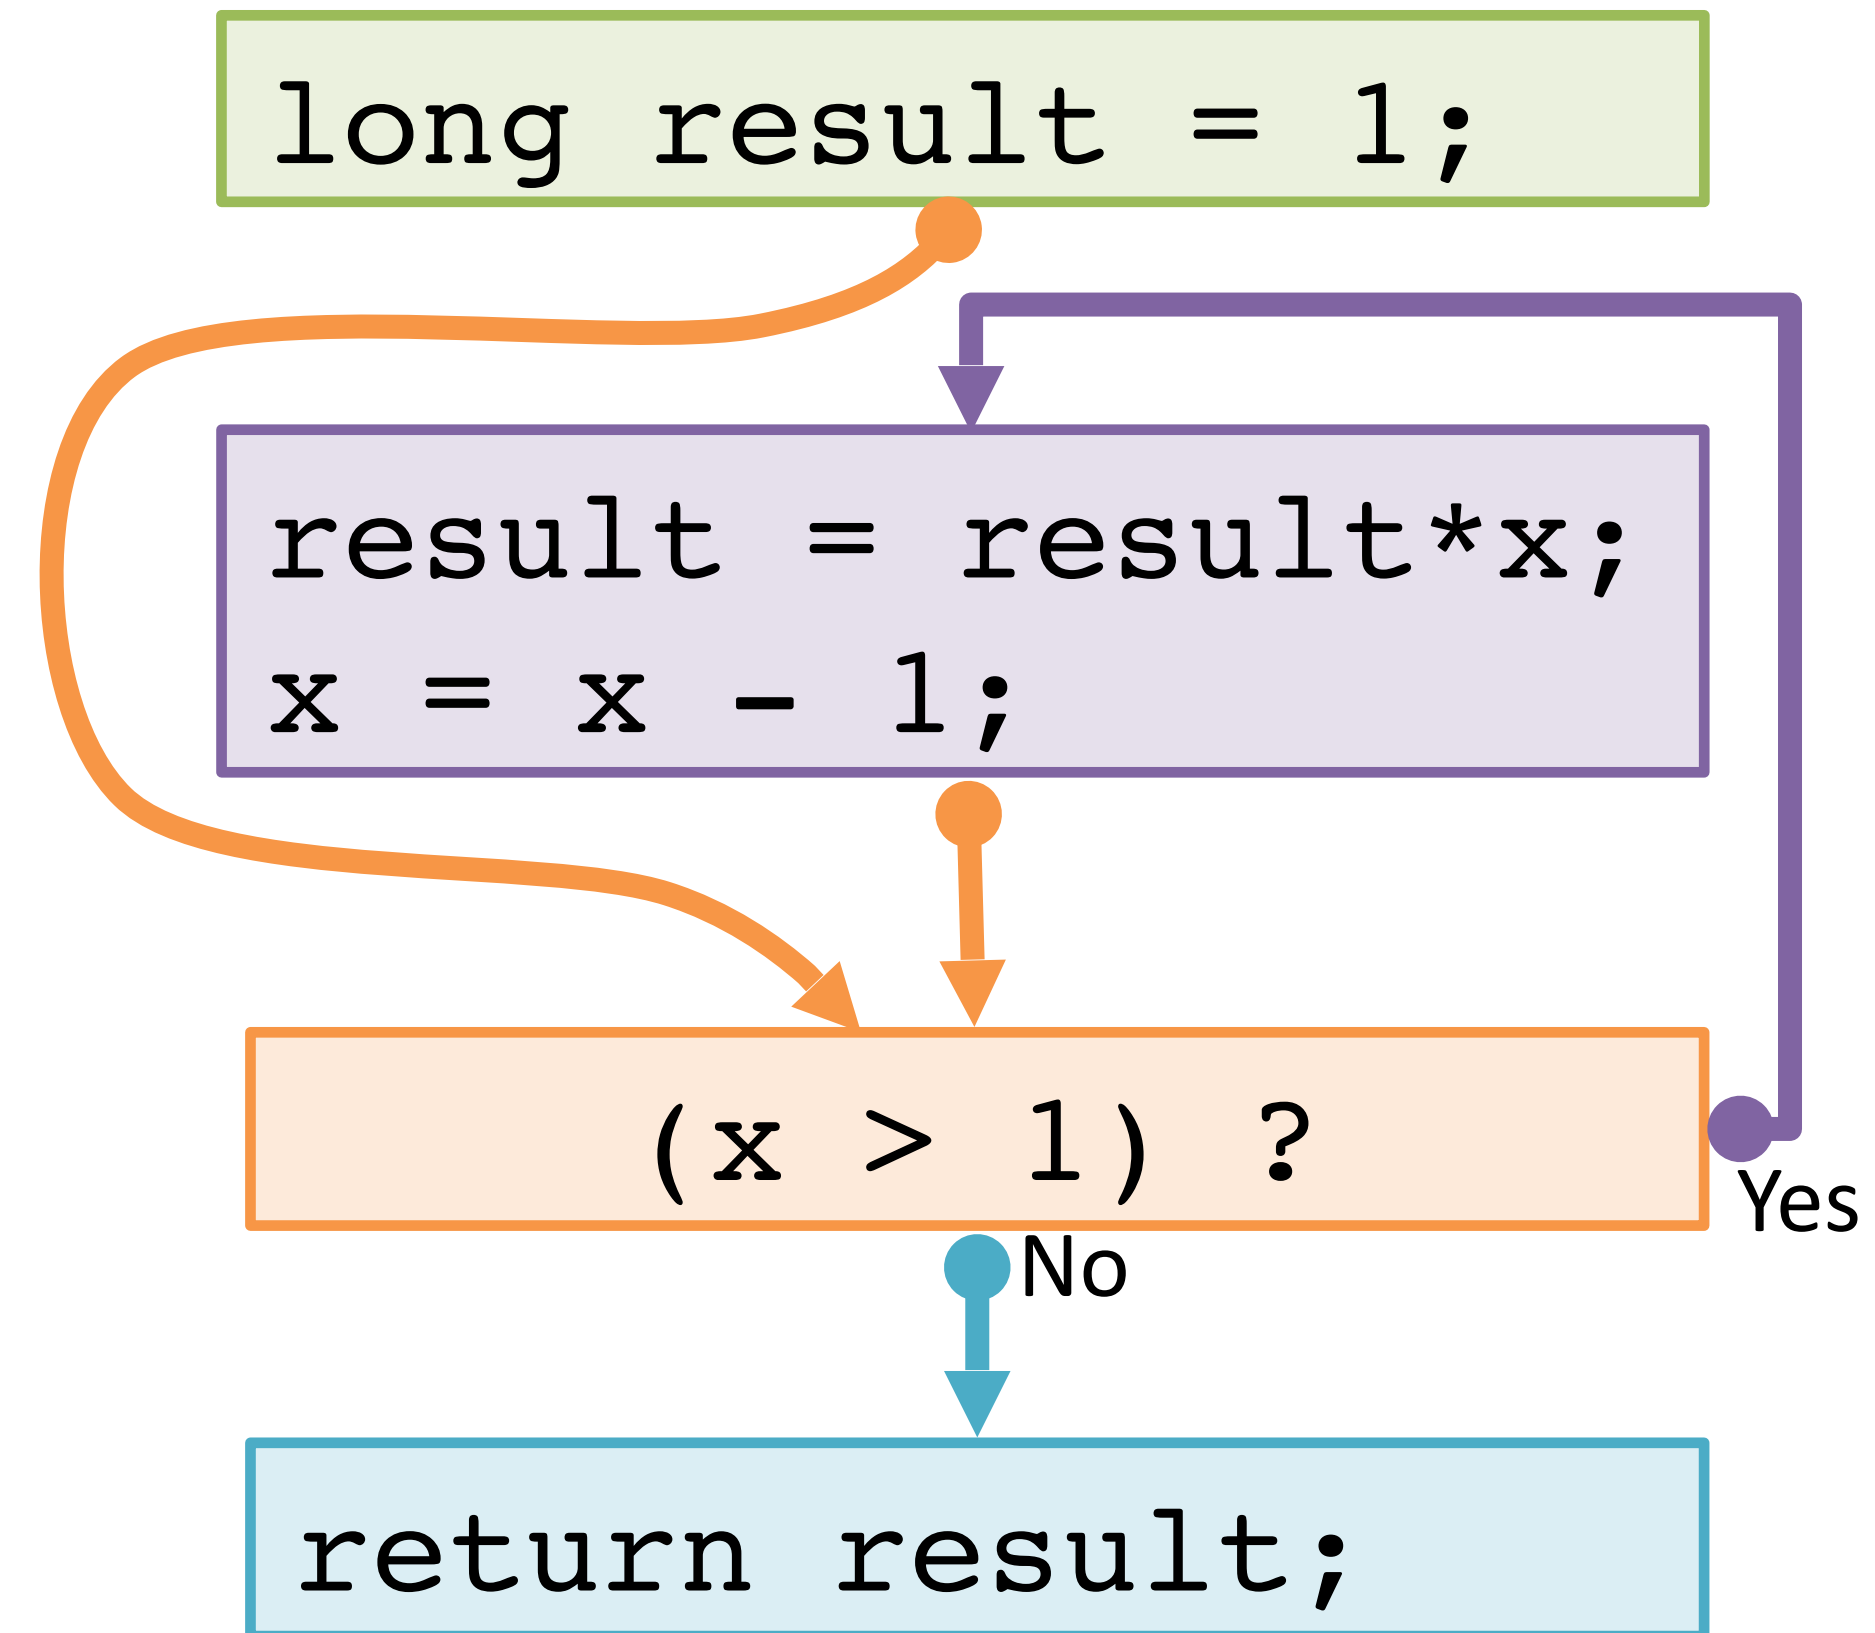 long result = 1;
result = result*x;
x = x - 1;
(x > 1) ?
Yes
No
return result;